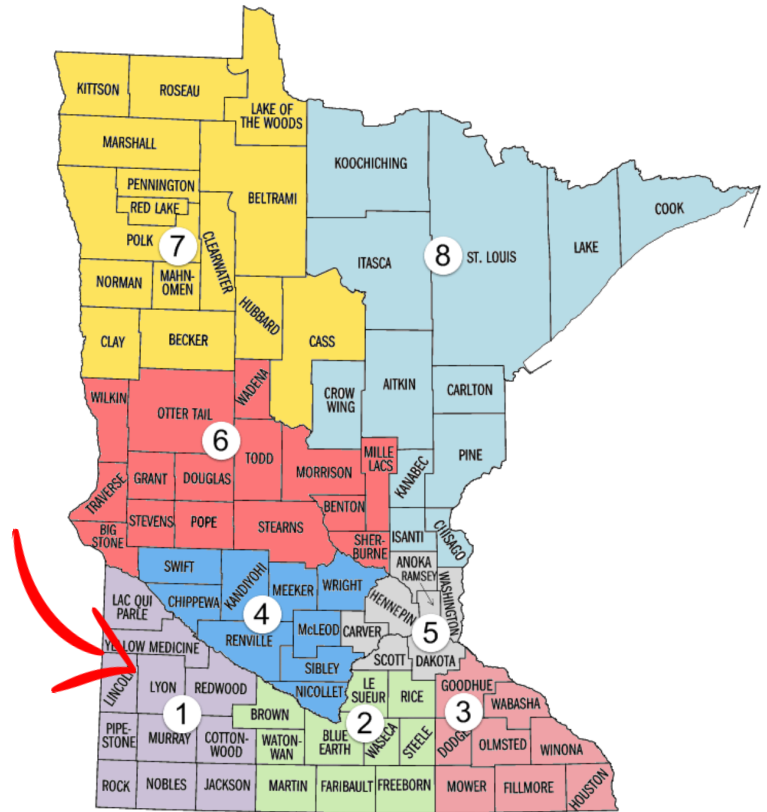 KITTSON
ROSEAU
LAKE OF
THE WOODS
MARSHALL
KOOCHICHING
PENNINGTON
BELTRAMI
RED LAKE
COOK
POLK
7
CLEARWATER
ITASCA
8
ST. LOUIS
LAKE
NORMAN
MAHN-
OMEN
HUBBARD
CLAY
BECKER
CASS
WADENA
AITKIN
CARLTON
WILKIN
CROW
WING
OTTER TAIL
6
TODD
MILLE
LACS
PINE
KANABEC
MORRISON
GRANT
DOUGLAS
TRAVERSE
BENTON
STEVENS
POPE
STEARNS
BIG
STONE
SHER-
BURNE
ISANTI
CHISAGO
ANOKA
RAMSEY
WASHINGTON
SWIFT
KANDIYOHI
MEEKER
WRIGHT
HENNEPIN
LAC QUI
PARLE
CHIPPEWA
4
McLEOD
CARVER
5
RENVILLE
YELLOW MEDICINE
SCOTT
DAKOTA
SIBLEY
LINCOLN
LYON
REDWOOD
NICOLLET
LE
SUEUR
RICE
GOODHUE
WABASHA
1
BROWN
2
3
PIPE-
STONE
MURRAY
COTTON-
WOOD
WATON-
WAN
BLUE
EARTH
WASECA
STEELE
DODGE
OLMSTED
WINONA
ROCK
NOBLES
JACKSON
MARTIN
FARIBAULT
FREEBORN
MOWER
FILLMORE
HOUSTON